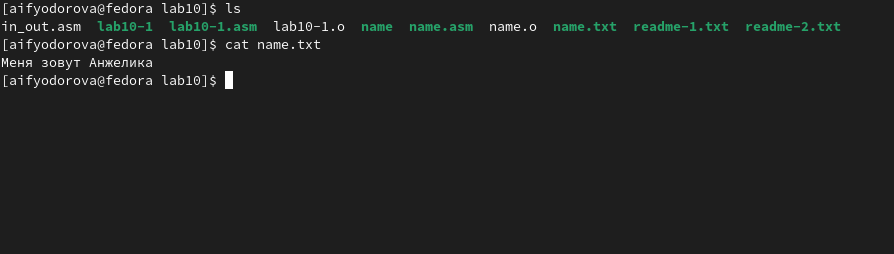 [aifyodorova@fedora lab10]$ ls
in_out.asm  lab10-1  lab10-1.asm  lab10-1.o  name  name.asm  name.o  name.txt  readme-1.txt  readme-2.txt
[aifyodorova@fedora lab10]$ cat name.txt
Меня зовут Анжелика
[aifyodorova@fedora lab10]$